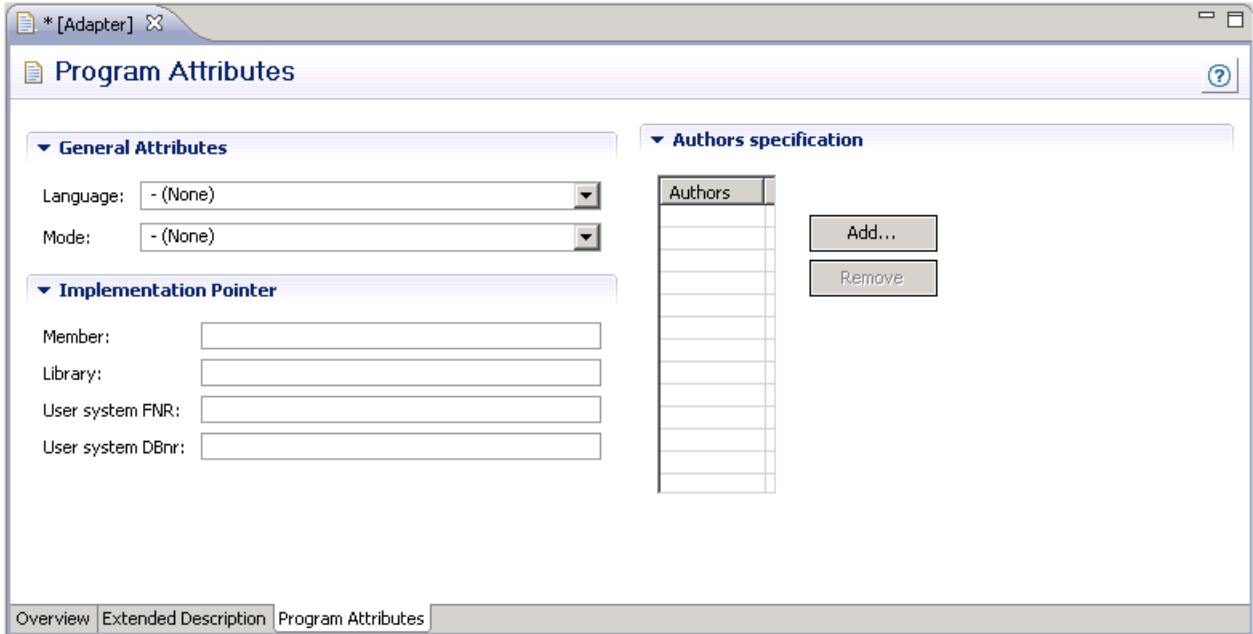 * [Adapter]
Program Attributes
General Attributes
Language: - (None)
Mode: - (None)
Implementation Pointer
Member:
Library:
User system FNR:
User system DBnr:
Authors specification
Authors
Add...
Remove
Overview Extended Description Program Attributes